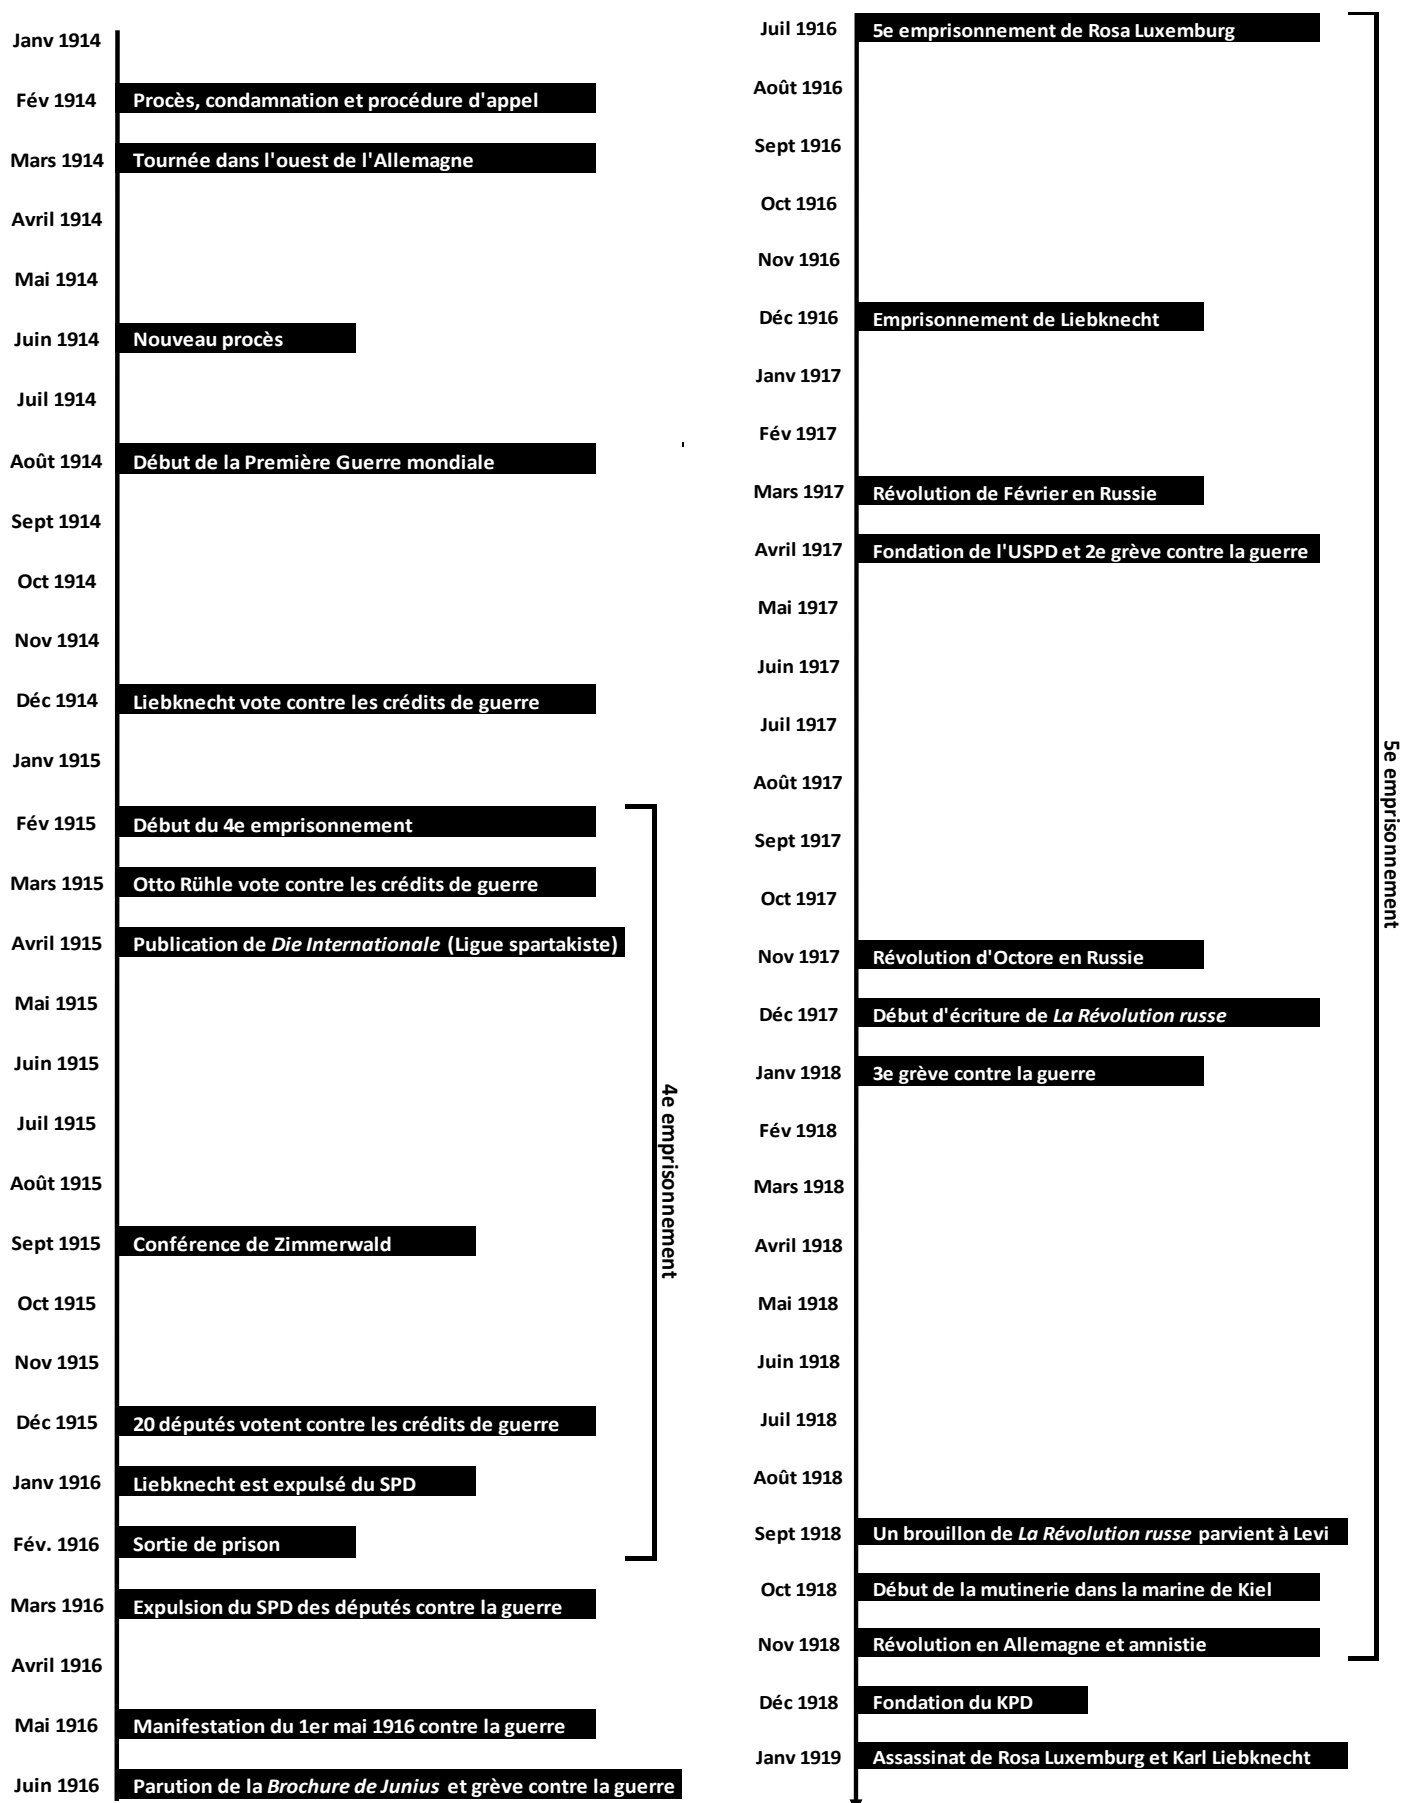 Janv 1914
Fév 1914 Procès, condamnation et procédure d'appel
Mars 1914 Tournée dans l'ouest de l'Allemagne
Avril 1914
Mai 1914
Juin 1914 Nouveau procès
Juil 1914
Août 1914 Début de la Première Guerre mondiale
Sept 1914
Oct 1914
Nov 1914
Déc 1914 Liebknecht vote contre les crédits de guerre
Janv 1915
Fév 1915 Début du 4e emprisonnement
Mars 1915 Otto Rühle vote contre les crédits de guerre
Avril 1915 Publication de Die Internationale (Ligue spartakiste)
Mai 1915
Juin 1915
Juil 1915
Août 1915
Sept 1915 Conférence de Zimmerwald
Oct 1915
Nov 1915
Déc 1915 20 députés votent contre les crédits de guerre
Janv 1916 Liebknecht est expulsé du SPD
Fév. 1916 Sortie de prison
Mars 1916 Expulsion du SPD des députés contre la guerre
Avril 1916
Mai 1916 Manifestation du 1er mai 1916 contre la guerre
Juin 1916 Parution de la Brochure de Junius et grève contre la guerre
4e emprisonnement
Juil 1916 5e emprisonnement de Rosa Luxemburg
Août 1916
Sept 1916
Oct 1916
Nov 1916
Déc 1916 Emprisonnement de Liebknecht
Janv 1917
Fév 1917
Mars 1917 Révolution de Février en Russie
Avril 1917 Fondation de l'USPD et 2e grève contre la guerre
Mai 1917
Juin 1917
Juil 1917
Août 1917
Sept 1917
Oct 1917
Nov 1917 Révolution d'Octore en Russie
Déc 1917 Début d'écriture de La Révolution russe
Janv 1918 3e grève contre la guerre
Fév 1918
Mars 1918
Avril 1918
Mai 1918
Juin 1918
Juil 1918
Août 1918
Sept 1918 Un brouillon de La Révolution russe parvient à Levi
Oct 1918 Début de la mutinerie dans la marine de Kiel
Nov 1918 Révolution en Allemagne et amnistie
Déc 1918 Fondation du KPD
Janv 1919 Assassinat de Rosa Luxemburg et Karl Liebknecht
5e emprisonnement